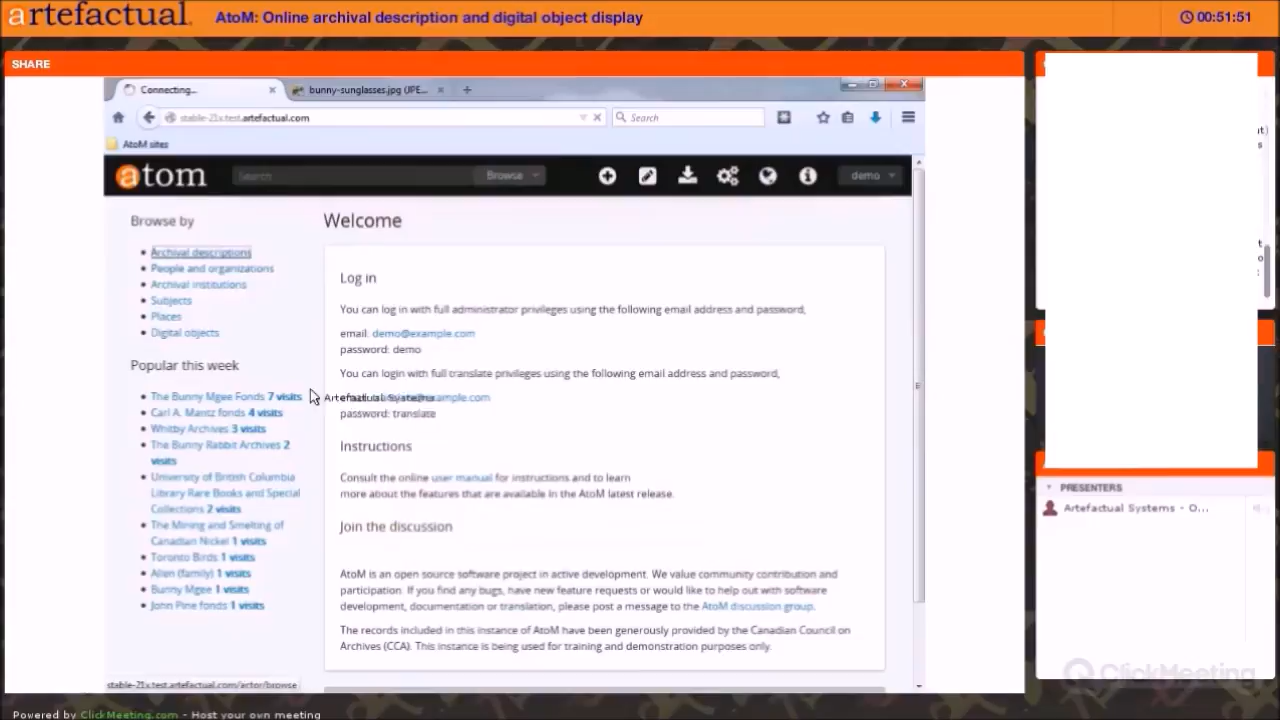 artefactual.
AtoM: Online archival description and digital object display
00:51:51
SHARE
Connecting...
bunny-sunglasses.jpg (JPE...
stable-21x.test.artefactual.com
Search
AtoM sites
atom
Search
Browse
demo
Browse by
Archival descriptions
People and organizations
Archival institutions
Subjects
Places
Digital objects
Popular this week
The Bunny Mgee Fonds 7 visits
Carl A. Mantz fonds 4 visits
Whitby Archives 3 visits
The Bunny Rabbit Archives 2
visits
University of British Columbia
Library Rare Books and Special
Collections 2 visits
The Mining and Smelting of
Canadian Nickel 1 visits
Toronto Birds 1 visits
Allen (family) 1 visits
Bunny Mgee 1 visits
John Pine fonds 1 visits
Welcome
Log in
You can log in with full administrator privileges using the following email address and password,
email: demo@example.com
password: demo
You can login with full translate privileges using the following email address and password,
Artefactual Systems
password: translate
Instructions
Consult the online user manual for instructions and to learn
more about the features that are available in the AtoM latest release.
Join the discussion
AtoM is an open source software project in active development. We value community contribution and
participation. If you find any bugs, have new feature requests or would like to help out with software
development, documentation or translation, please post a message to the AtoM discussion group.
The records included in this instance of AtoM have been generously provided by the Canadian Council on
Archives (CCA). This instance is being used for training and demonstration purposes only.
stable-21x.test.artefactual.com/actor/browse
PRESENTERS
Artefactual Systems - O...
ClickMeeting
Powered by ClickMeeting.com - Host your own meeting